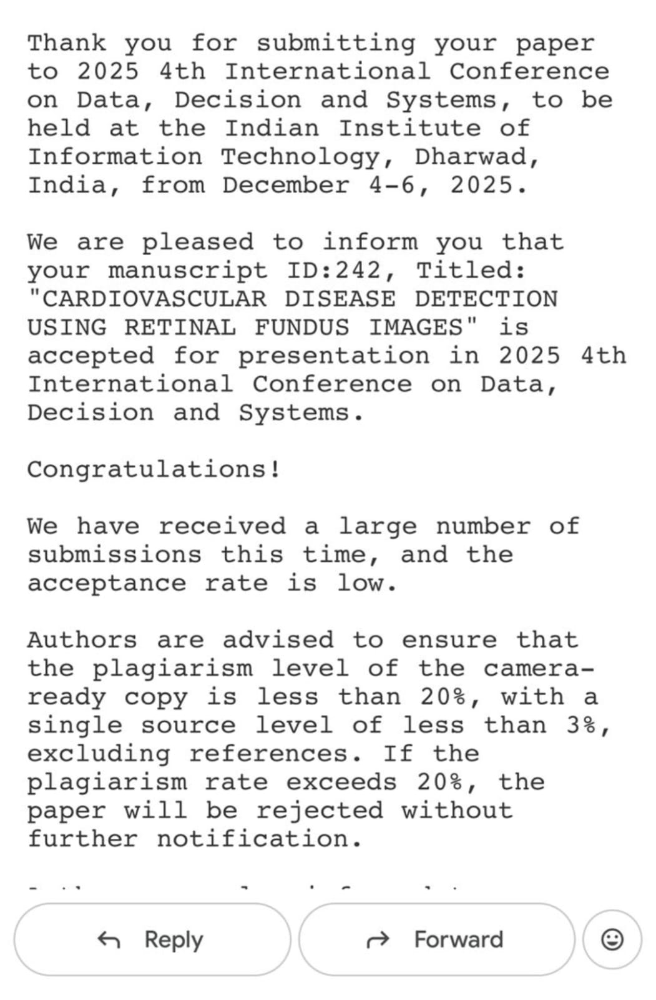 Thank you for submitting your paper
to 2025 4th International Conference
on Data, Decision and Systems, to be
held at the Indian Institute of
Information Technology, Dharwad,
India, from December 4-6, 2025.
We are pleased to inform you that
your manuscript ID:242, Titled:
"CARDIOVASCULAR DISEASE DETECTION
USING RETINAL FUNDUS IMAGES" is
accepted for presentation in 2025 4th
International Conference on Data,
Decision and Systems.
Congratulations!
We have received a large number of
submissions this time, and the
acceptance rate is low.
Authors are advised to ensure that
the plagiarism level of the camera-
ready copy is less than 20%, with a
single source level of less than 3%,
excluding references. If the
plagiarism rate exceeds 20%, the
paper will be rejected without
further notification.
Reply
Forward